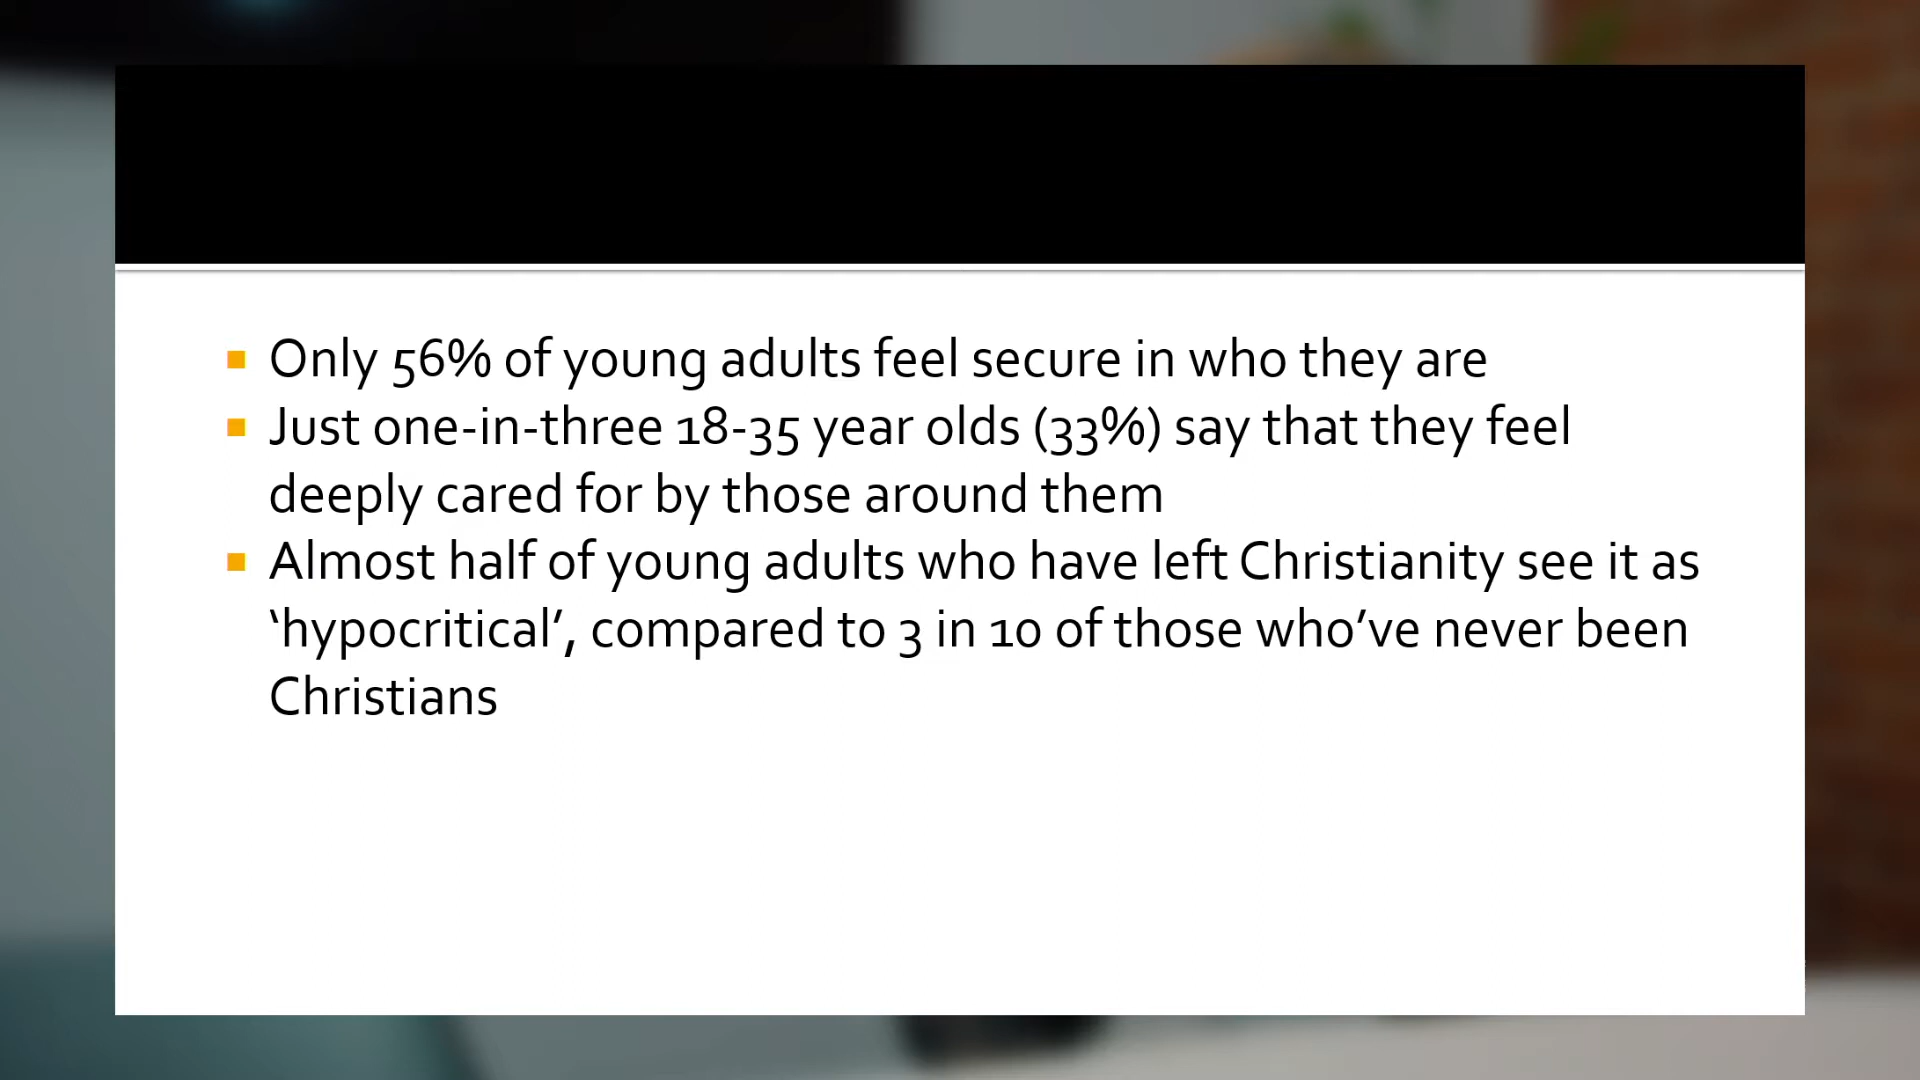 Only 56% of young adults feel secure in who they are
Just one-in-three 18-35 year olds (33%) say that they feel
deeply cared for by those around them
Almost half of young adults who have left Christianity see it as
‘hypocritical’, compared to 3 in 10 of those who’ve never been
Christians